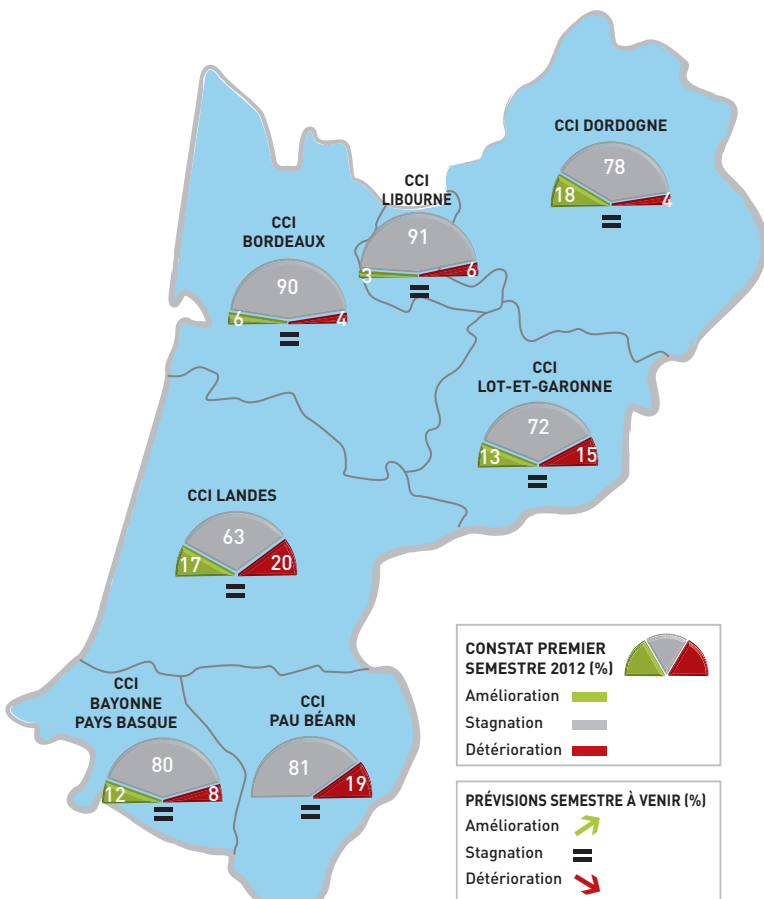 CCI DORDOGNE
78
18
4
=
CCI
LIBOURNE
91
3
6
=
CCI
BORDEAUX
90
6
4
=
CCI
LOT-ET-GARONNE
72
13
15
=
CCI LANDES
63
17
20
=
CCI
BAYONNE
PAYS BASQUE
80
12
8
=
CCI
PAU BÉARN
81
19
=
CONSTAT PREMIER
SEMESTRE 2012 (%)
Amélioration
Stagnation
Détérioration
PRÉVISIONS SEMESTRE À VENIR (%)
Amélioration
Stagnation =
Détérioration